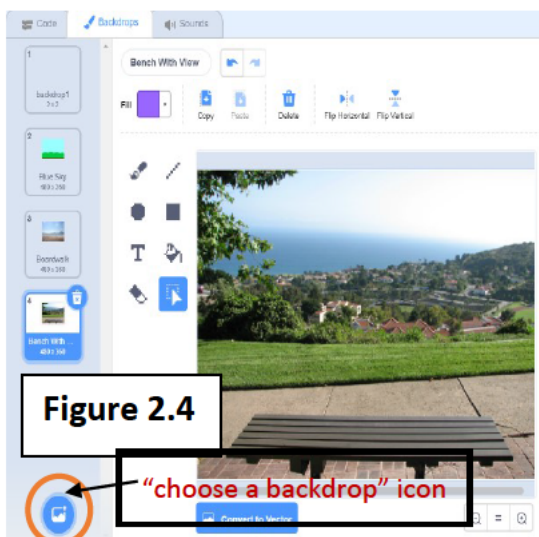 Code Backdrops Sounds
1
backdrop1
2 x 2
2
Blue Sky
480 x 360
3
Boardwalk
480 x 360
4
Bench With ...
480 x 360
Bench With View
Fill
Copy Paste Delete Flip Horizontal Flip Vertical
T
Figure 2.4
"choose a backdrop" icon
Convert to Vector
=